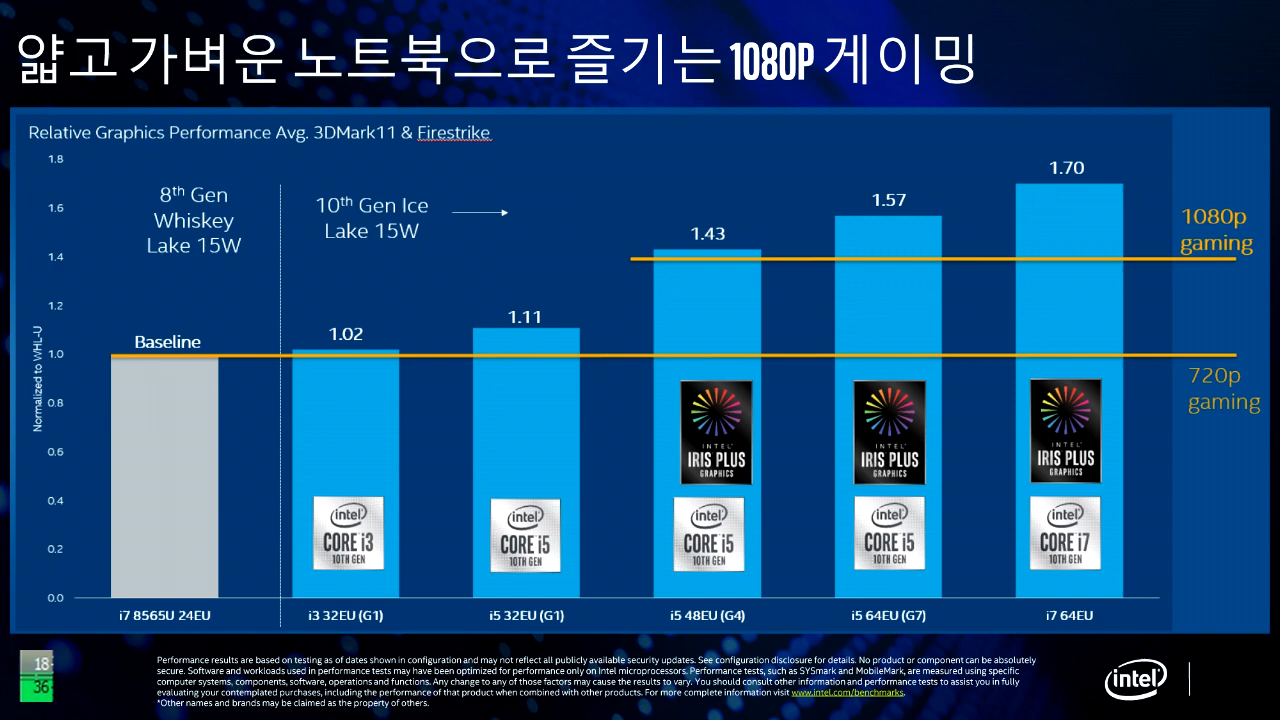 얇고 가벼운 노트북으로 즐기는 1080P 게이밍
Relative Graphics Performance Avg. 3DMark11 & Firestrike
1.8
1.6
1.4
1.2
1.0
0.8
0.6
0.4
0.2
0.0
Normalized to WHL-U
8th Gen
Whiskey
Lake 15W
10th Gen Ice
Lake 15W
Baseline
1.02
1.11
1.43
1.57
1.70
1080p
gaming
720p
gaming
INTEL®
IRIS PLUS
GRAPHICS
INTEL®
IRIS PLUS
GRAPHICS
INTEL®
IRIS PLUS
GRAPHICS
intel®
CORE i3
10TH GEN
intel®
CORE i5
10TH GEN
intel®
CORE i5
10TH GEN
intel®
CORE i5
10TH GEN
intel®
CORE i7
10TH GEN
i7 8565U 24EU
i3 32EU (G1)
i5 32EU (G1)
i5 48EU (G4)
i5 64EU (G7)
i7 64EU
18
36
Performance results are based on testing as of dates shown in configuration and may not reflect all publicly available security updates. See configuration disclosure for details. No product or component can be absolutely
secure. Software and workloads used in performance tests may have been optimized for performance only on Intel microprocessors. Performance tests, such as SYSmark and MobileMark, are measured using specific
computer systems, components, software, operations and functions. Any change to any of those factors may cause the results to vary. You should consult other information and performance tests to assist you in fully
evaluating your contemplated purchases, including the performance of that product when combined with other products. For more complete information visit www.intel.com/benchmarks.
*Other names and brands may be claimed as the property of others.
intel®